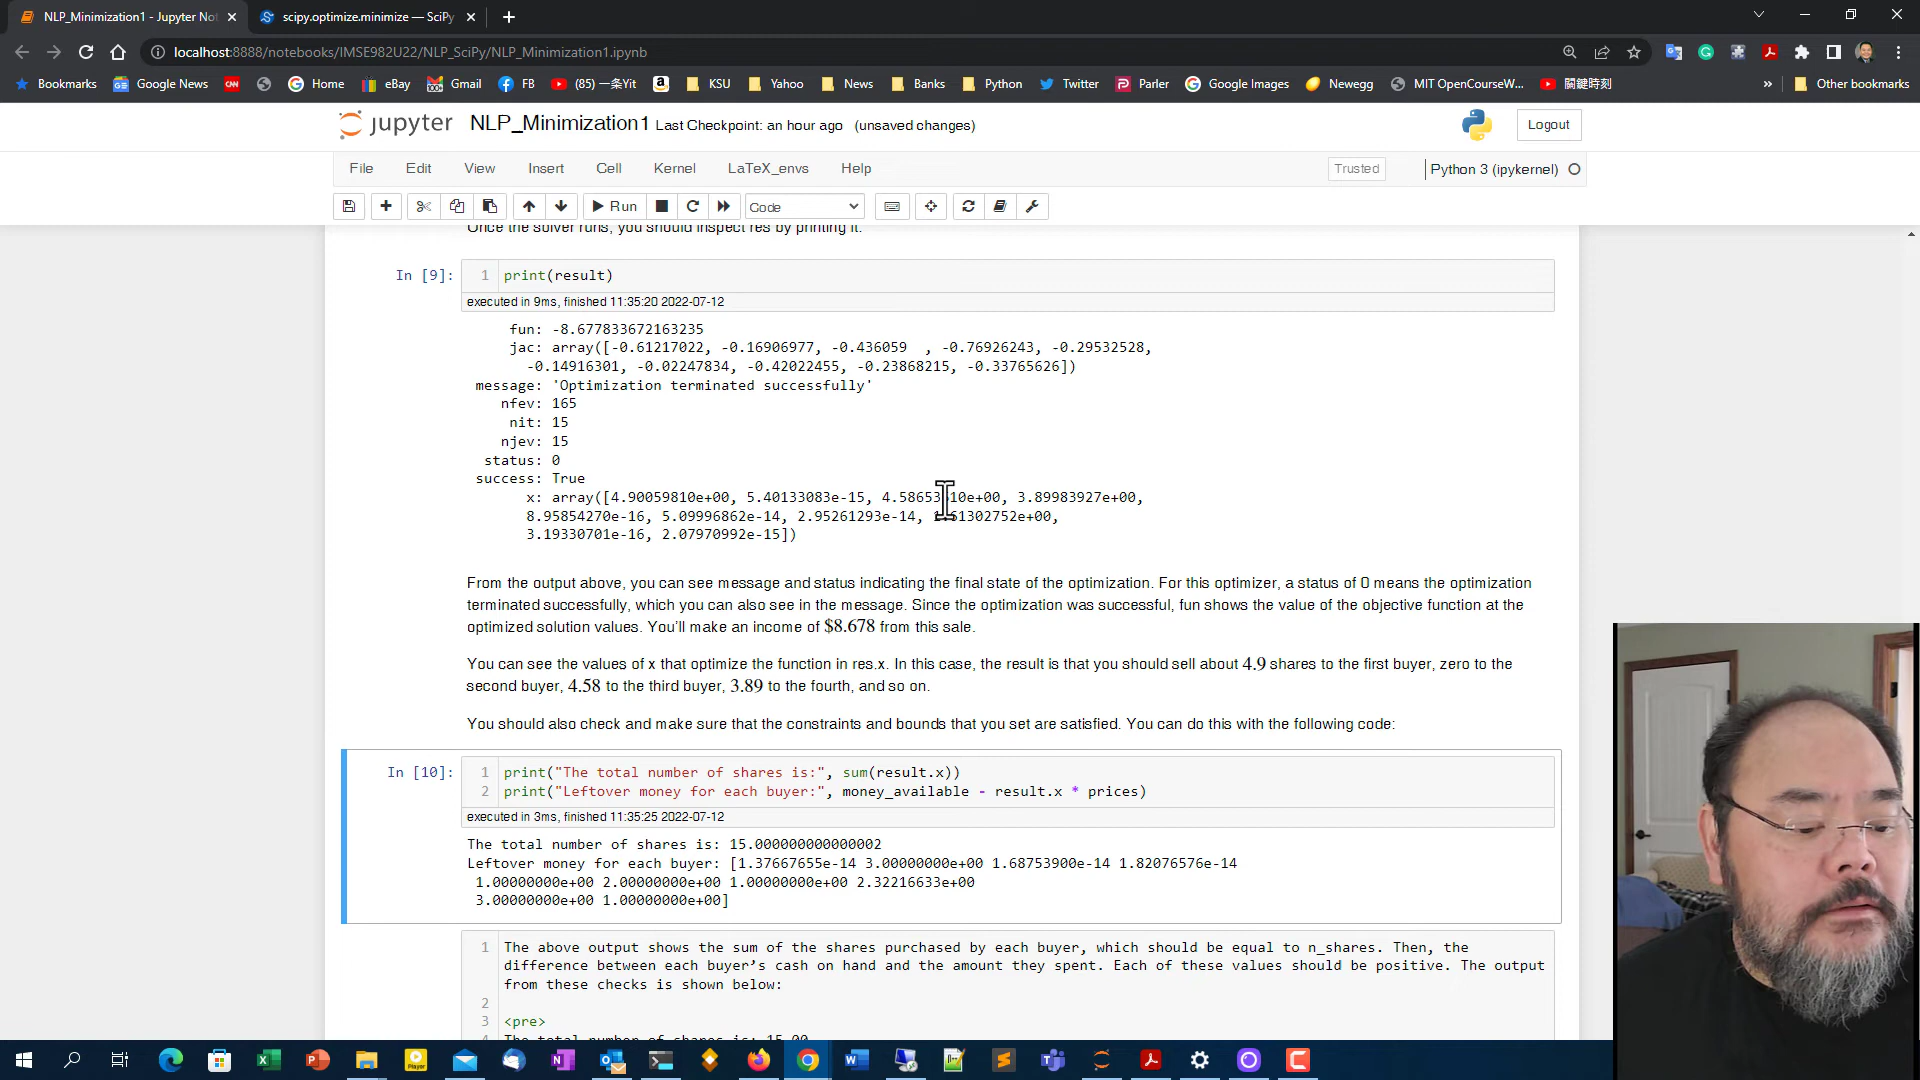 NLP_Minimization1 - Jupyter Not
scipy.optimize.minimize — SciPy
localhost:8888/notebooks/IMSE982U22/NLP_SciPy/NLP_Minimization1.ipynb
Bookmarks Google News CNN Home eBay Gmail FB (85) 一条Yit KSU Yahoo News Banks Python Twitter Parler Google Images Newegg MIT OpenCourseW... 關鍵時刻 » Other bookmarks
jupyter NLP_Minimization1 Last Checkpoint: an hour ago (unsaved changes) Logout
File Edit View Insert Cell Kernel LaTeX_envs Help Trusted Python 3 (ipykernel)
Run Code
Once the solver runs, you should inspect res by printing it.
In [9]: 1 print(result)
executed in 9ms, finished 11:35:20 2022-07-12
fun: -8.677833672163235
jac: array([-0.61217022, -0.16906977, -0.436059  , -0.76926243, -0.29532528,
-0.14916301, -0.02247834, -0.42022455, -0.23868215, -0.33765626])
message: 'Optimization terminated successfully'
nfev: 165
nit: 15
njev: 15
status: 0
success: True
x: array([4.90059810e+00, 5.40133083e-15, 3.89983927e+00,
8.95854270e-16, 5.09996862e-14, 2.95261293e-14,
3.19330701e-16, 2.07970992e-15])
From the output above, you can see message and status indicating the final state of the optimization. For this optimizer, a status of 0 means the optimization
terminated successfully, which you can also see in the message. Since the optimization was successful, fun shows the value of the objective function at the
optimized solution values. You'll make an income of $8.678 from this sale.
You can see the values of x that optimize the function in res.x. In this case, the result is that you should sell about 4.9 shares to the first buyer, zero to the
second buyer, 4.58 to the third buyer, 3.89 to the fourth, and so on.
You should also check and make sure that the constraints and bounds that you set are satisfied. You can do this with the following code:
In [10]: 1 print("The total number of shares is:", sum(result.x))
2 print("Leftover money for each buyer:", money_available - result.x * prices)
executed in 3ms, finished 11:35:25 2022-07-12
The total number of shares is: 15.000000000000002
Leftover money for each buyer: [1.37667655e-14 3.00000000e+00 1.68753900e-14 1.82076576e-14
1.00000000e+00 2.00000000e+00 1.00000000e+00 2.32216633e+00
3.00000000e+00 1.00000000e+00]
1 The above output shows the sum of the shares purchased by each buyer, which should be equal to n_shares. Then, the
difference between each buyer’s cash on hand and the amount they spent. Each of these values should be positive. The output
from these checks is shown below:
2
3 <pre>
4 The total number of shares is: 15.00